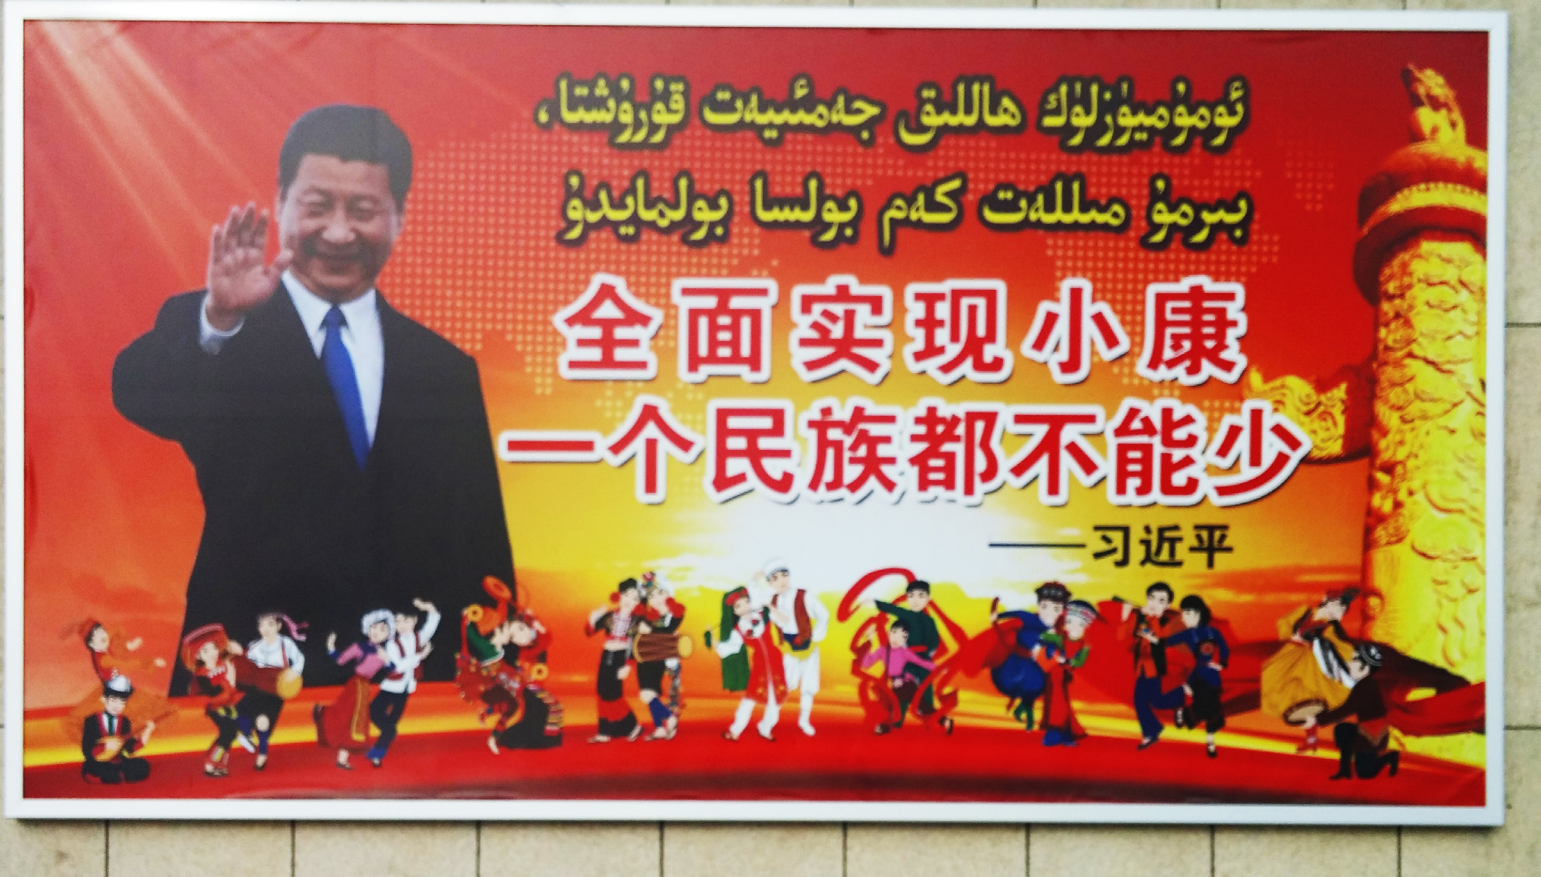 ئومۇميۈزلۈك ھاللىق جەمئىيەت قۇرۇشتا،
بىرمۇ مىللەت كەم بولسا بولمايدۇ
全面实现小康
一个民族都不能少
——习近平